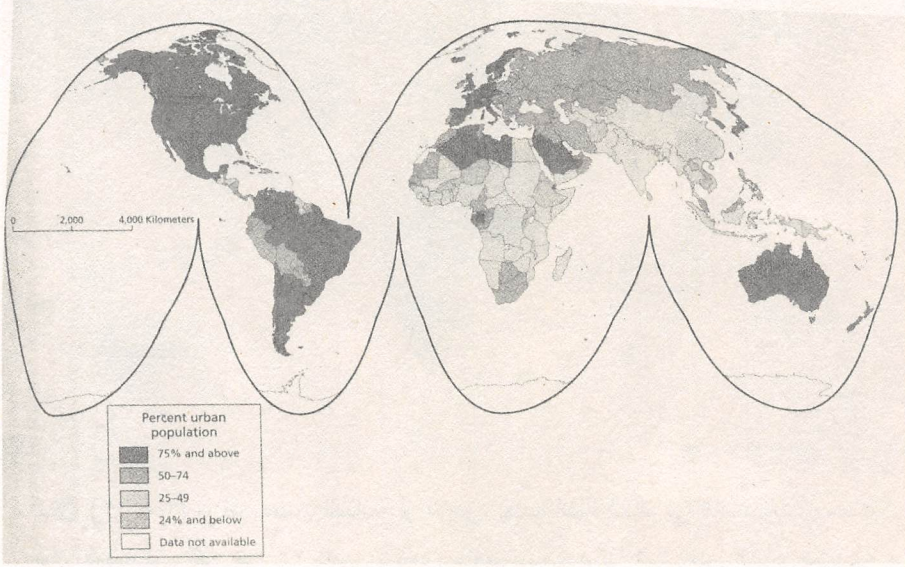 0 2,000 4,000 Kilometers
Percent urban
population
75% and above
50–74
25–49
24% and below
Data not available